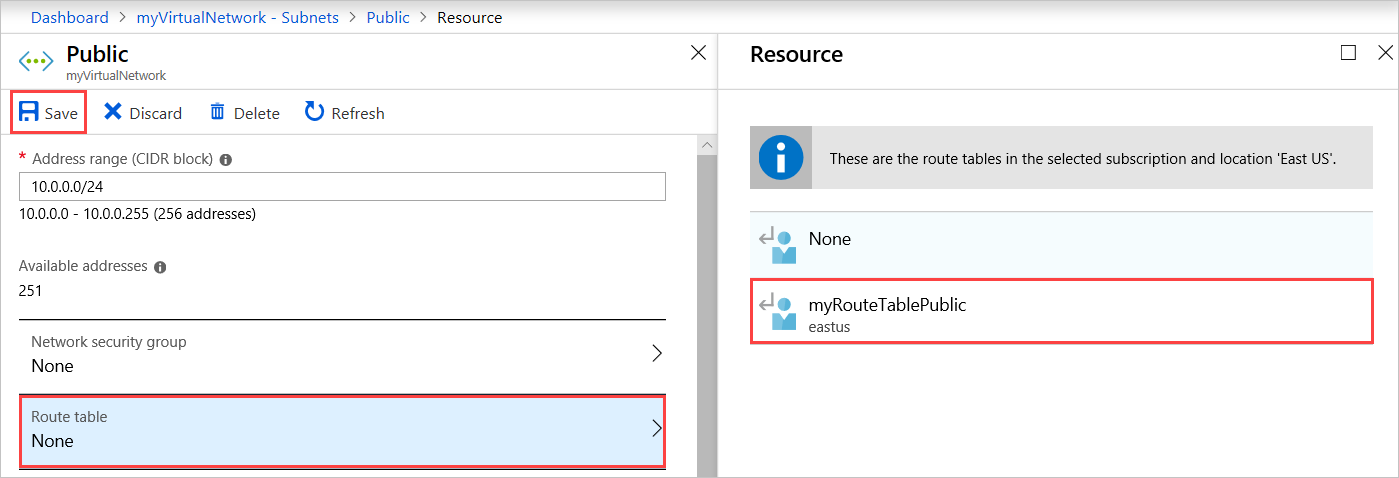 Dashboard > myVirtualNetwork - Subnets > Public > Resource
Public
myVirtualNetwork
Save Discard Delete Refresh
* Address range (CIDR block)
10.0.0.0/24
10.0.0.0 - 10.0.0.255 (256 addresses)
Available addresses
251
Network security group
None
Route table
None
Resource
These are the route tables in the selected subscription and location 'East US'.
None
myRouteTablePublic
eastus